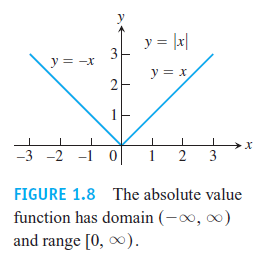 y
y = |x|
y = -x
3
y = x
2
1
x
-3 -2 -1 0 1 2 3
FIGURE 1.8 The absolute value
function has domain (-∞, ∞)
and range [0, ∞).